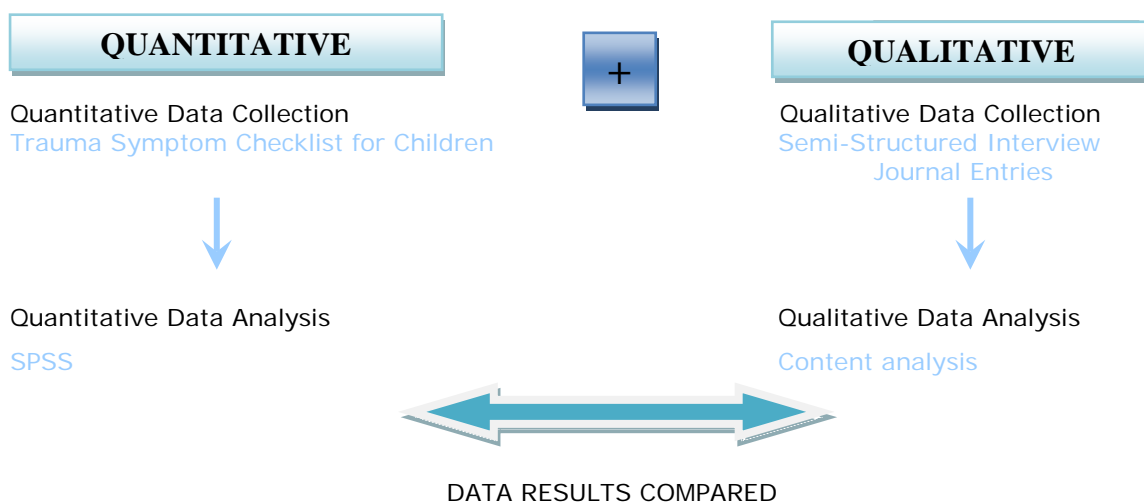 QUANTITATIVE
+
QUALITATIVE
Quantitative Data Collection
Trauma Symptom Checklist for Children
Qualitative Data Collection
Semi-Structured Interview
Journal Entries
Quantitative Data Analysis
SPSS
Qualitative Data Analysis
Content analysis
DATA RESULTS COMPARED